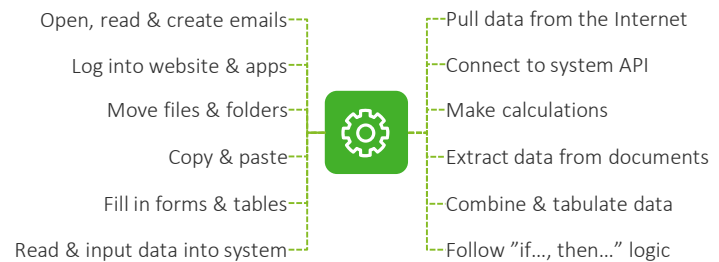 Open, read & create emails
Log into website & apps
Move files & folders
Copy & paste
Fill in forms & tables
Read & input data into system
Pull data from the Internet
Connect to system API
Make calculations
Extract data from documents
Combine & tabulate data
Follow ”if…, then…” logic